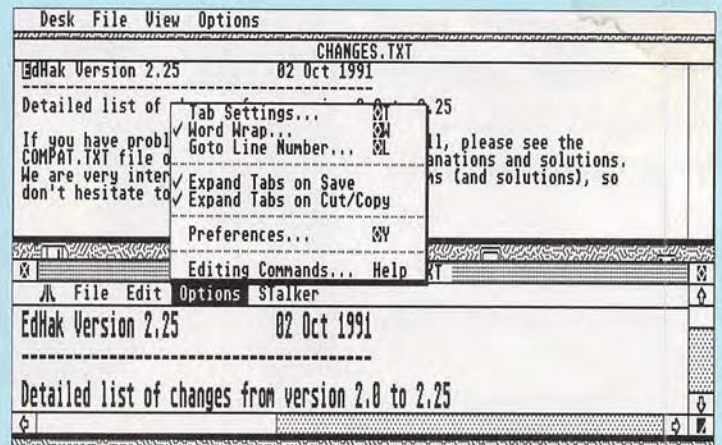 Desk File View Options
CHANGES.TXT
EdHak Version 2.25 02 Oct 1991
Detailed list of 2.25
If you have probl ll, please see the
COMPAT.TXT file o anations and solutions.
We are very inter ns (and solutions), so
don't hesitate to
Tab Settings... ◊T
✓ Word Wrap... ◊W
Goto Line Number... ◊L
✓ Expand Tabs on Save
✓ Expand Tabs on Cut/Copy
Preferences... ◊Y
Editing Commands... Help
XT
File Edit Options STalker
EdHak Version 2.25 02 Oct 1991
Detailed list of changes from version 2.0 to 2.25